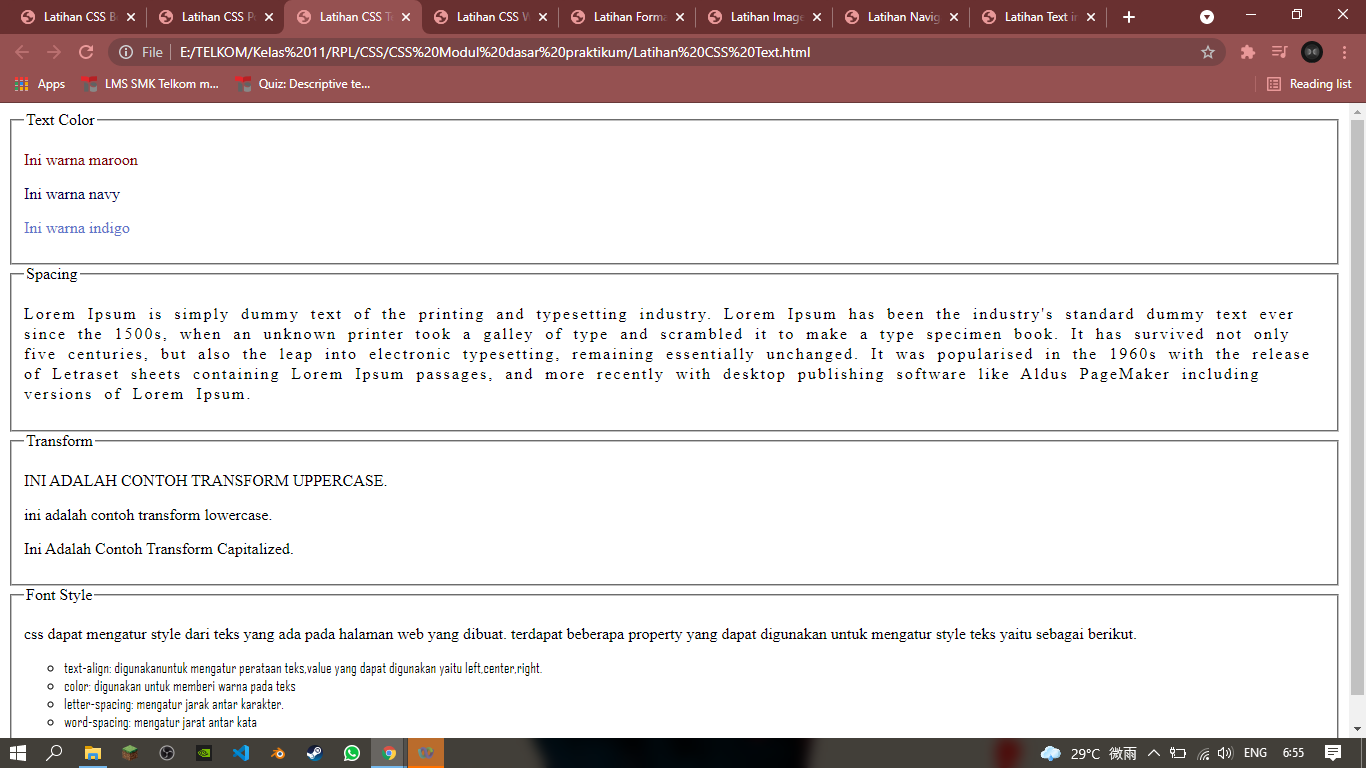 Latihan CSS B
Latihan CSS P
Latihan CSS T
Latihan CSS W
Latihan Forma
Latihan Image
Latihan Navig
Latihan Text in
File
E:/TELKOM/Kelas%2011/RPL/CSS/CSS%20Modul%20dasar%20praktikum/Latihan%20CSS%20Text.html
Apps
LMS SMK Telkom m...
Quiz: Descriptive te...
Reading list
Text Color
Ini warna maroon
Ini warna navy
Ini warna indigo
Spacing
Lorem Ipsum is simply dummy text of the printing and typesetting industry. Lorem Ipsum has been the industry's standard dummy text ever
since the 1500s, when an unknown printer took a galley of type and scrambled it to make a type specimen book. It has survived not only
five centuries, but also the leap into electronic typesetting, remaining essentially unchanged. It was popularised in the 1960s with the release
of Letraset sheets containing Lorem Ipsum passages, and more recently with desktop publishing software like Aldus PageMaker including
versions of Lorem Ipsum.
Transform
INI ADALAH CONTOH TRANSFORM UPPERCASE.
ini adalah contoh transform lowercase.
Ini Adalah Contoh Transform Capitalized.
Font Style
css dapat mengatur style dari teks yang ada pada halaman web yang dibuat. terdapat beberapa property yang dapat digunakan untuk mengatur style teks yaitu sebagai berikut.
text-align: digunakanuntuk mengatur perataan teks,value yang dapat digunakan yaitu left,center,right.
color: digunakan untuk memberi warna pada teks
letter-spacing: mengatur jarak antar karakter.
word-spacing: mengatur jarat antar kata
29°C 微雨
ENG
6:55